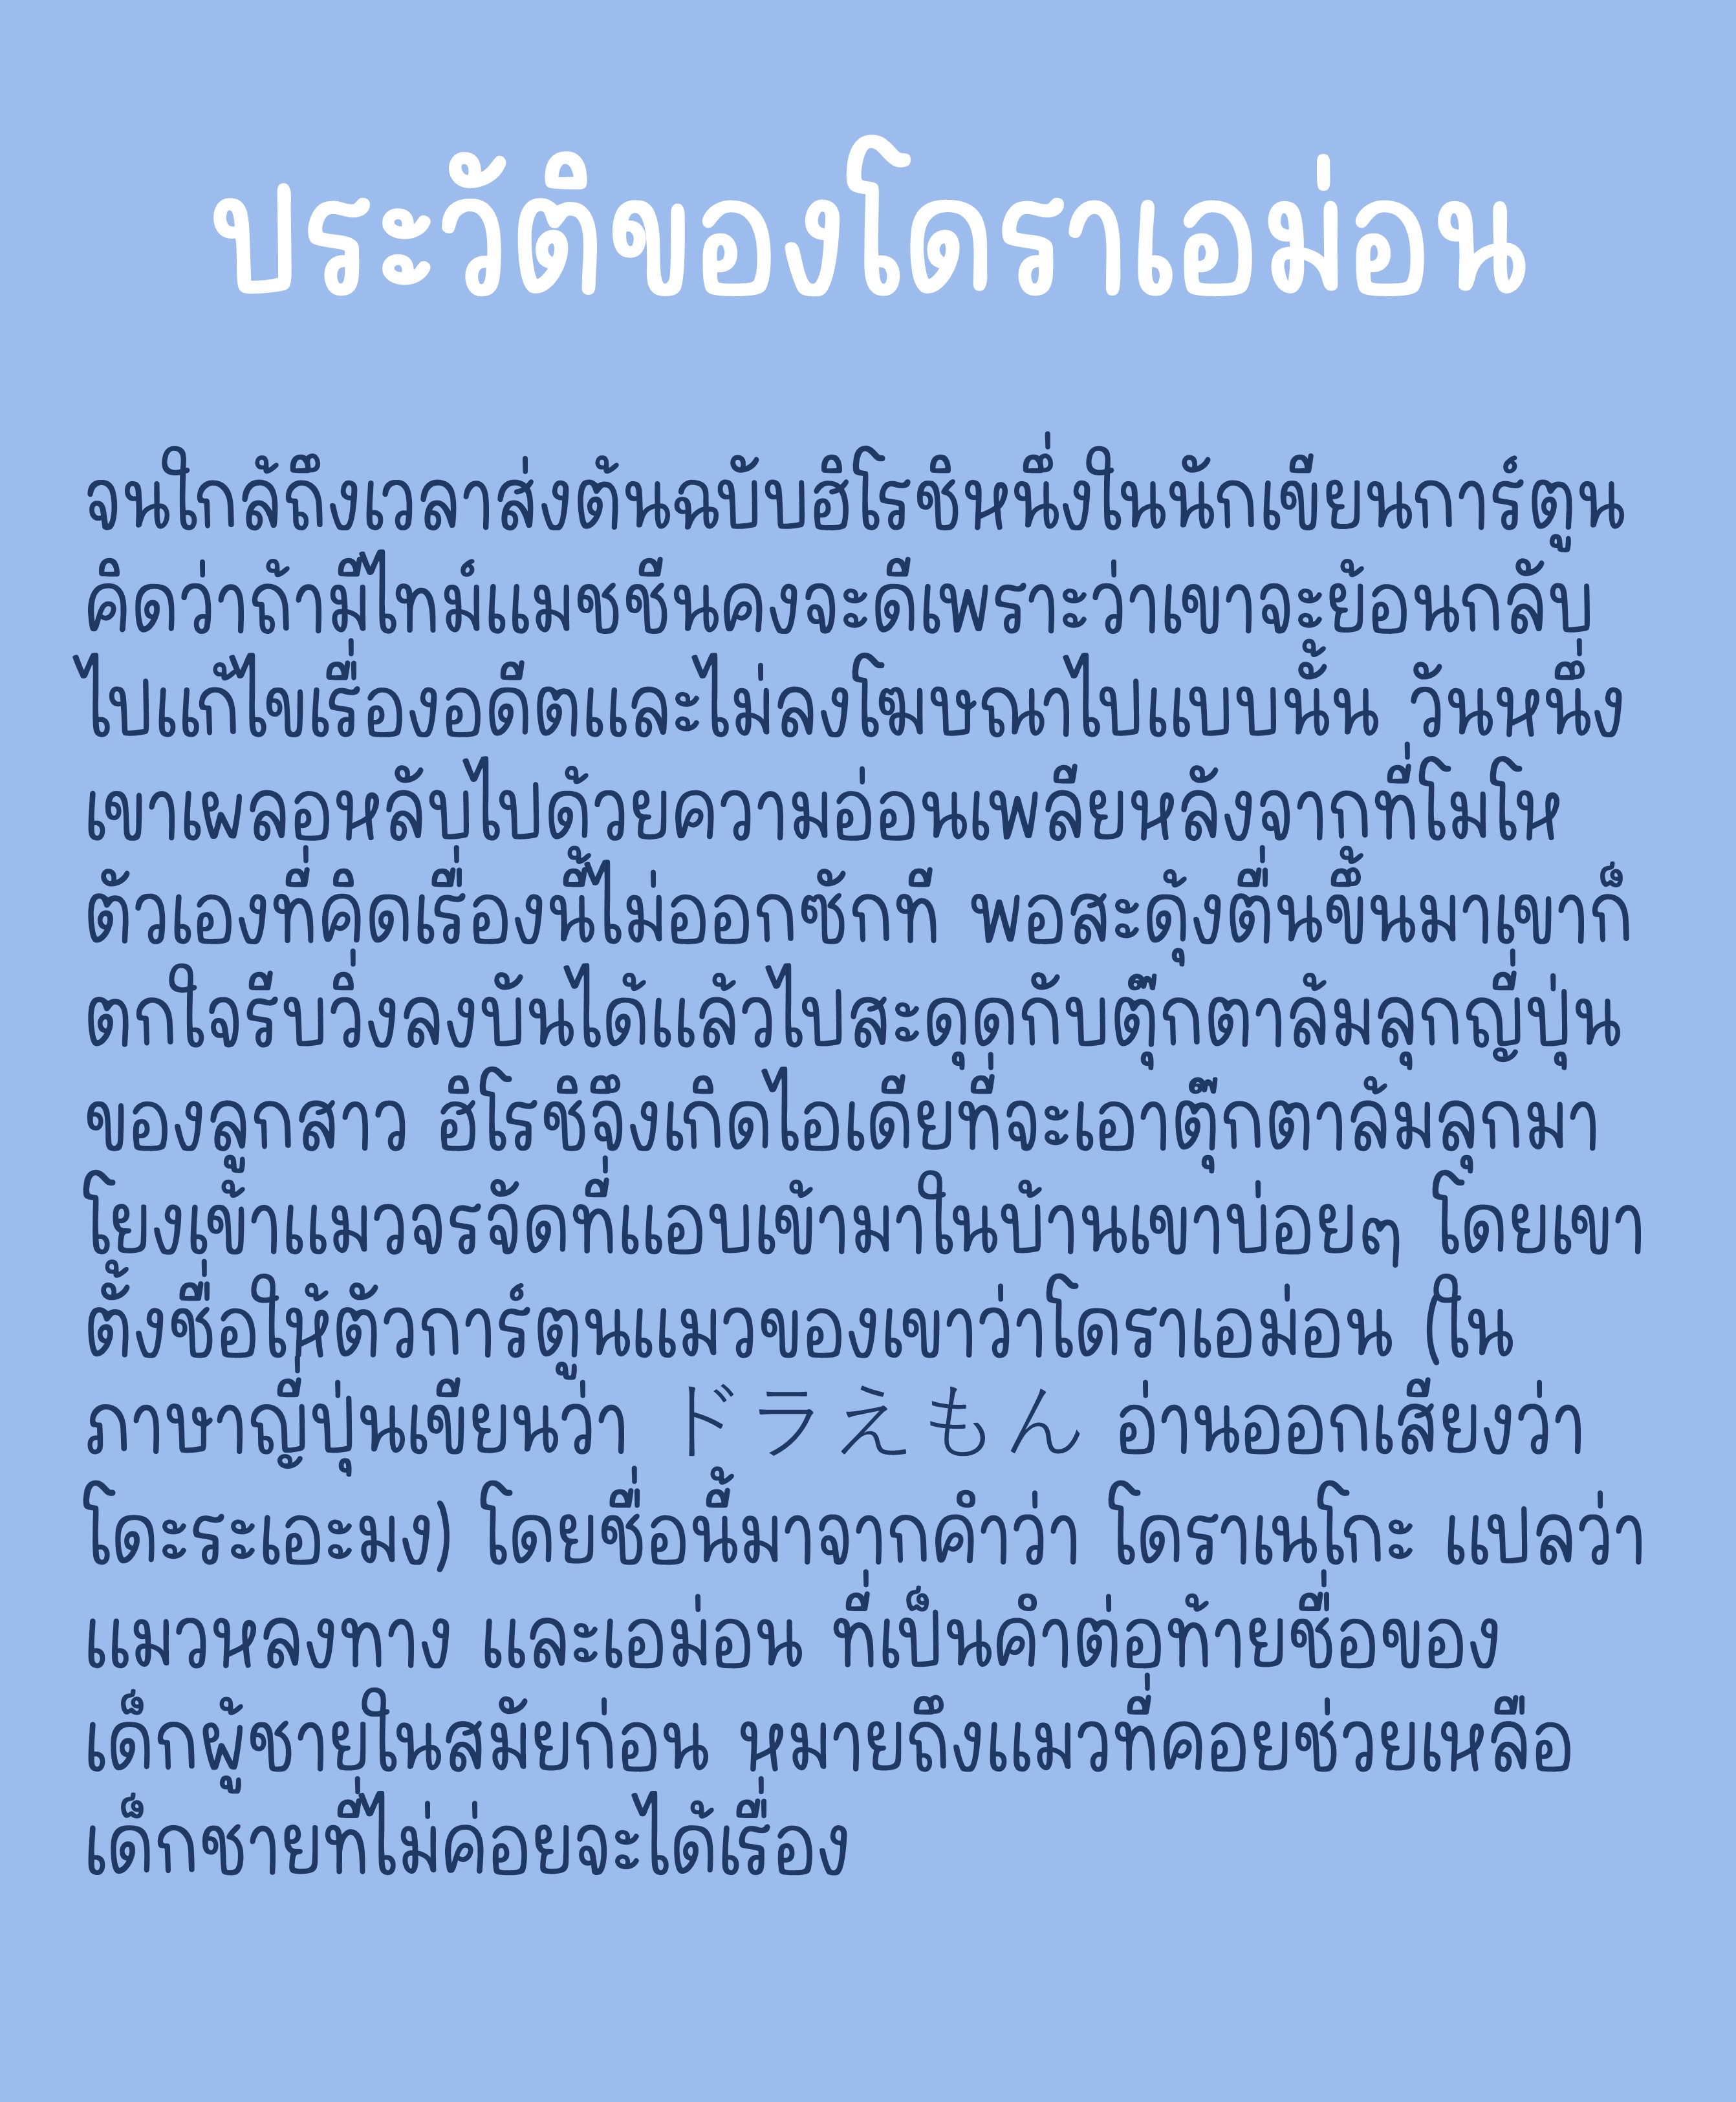 ประวัติของโดราเอม่อน
จนใกล้ถึงเวลาส่งต้นฉบับฮิโรชิหนึ่งในนักเขียนการ์ตูน
คิดว่าถ้ามีไทม์แมชชีนคงจะดีเพราะว่าเขาจะย้อนกลับ
ไปแก้ไขเรื่องอดีตและไม่ลงโฆษณาไปแบบนั้น วันหนึ่ง
เขาเผลอหลับไปด้วยความอ่อนเพลียหลังจากที่โมโห
ตัวเองที่คิดเรื่องนี้ไม่ออกซักที พอสะดุ้งตื่นขึ้นมาเขาก็
ตกใจรีบวิ่งลงบันได้แล้วไปสะดุดกับตุ๊กตาล้มลุกญี่ปุ่น
ของลูกสาว ฮิโรชิจึงเกิดไอเดียที่จะเอาตุ๊กตาล้มลุกมา
โยงเข้าแมวจรจัดที่แอบเข้ามาในบ้านเขาบ่อยๆ โดยเขา
ตั้งชื่อให้ตัวการ์ตูนแมวของเขาว่าโดราเอม่อน (ใน
ภาษาญี่ปุ่นเขียนว่า ドラえもん อ่านออกเสียงว่า
โดะระเอะมง) โดยชื่อนี้มาจากคำว่า โดราเนโกะ แปลว่า
แมวหลงทาง และเอม่อน ที่เป็นคำต่อท้ายชื่อของ
เด็กผู้ชายในสมัยก่อน หมายถึงแมวที่คอยช่วยเหลือ
เด็กชายที่ไม่ค่อยจะได้เรื่อง